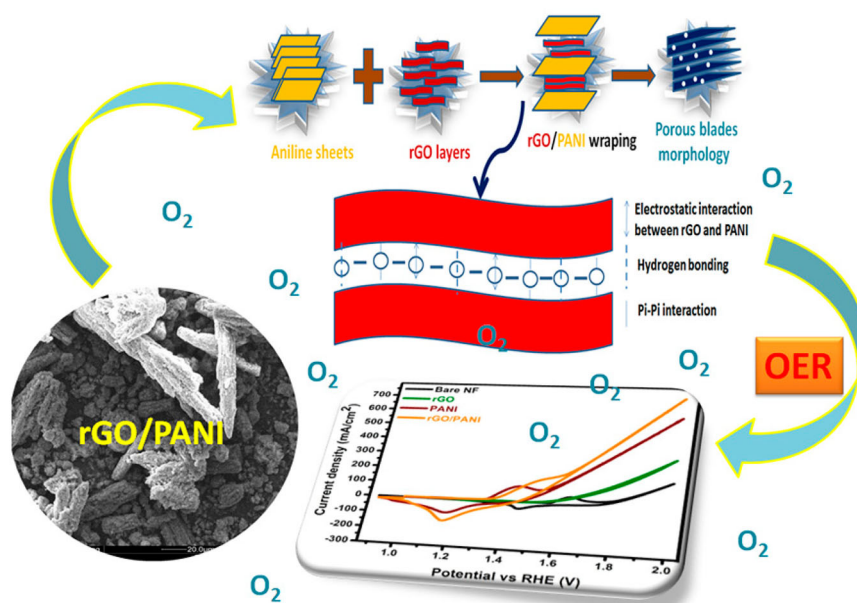 Aniline sheets
rGO layers
rGO/PANI wraping
Porous blades
morphology
O2
O2
Electrostatic interaction
between rGO and PANI
Hydrogen bonding
Pi-Pi interaction
O2
O2
O2
O2
O2
OER
rGO/PANI
20.0um
Bare NF
rGO
PANI
rGO/PANI
O2
Current density (mA/cm2)
700
600
500
400
300
200
100
0
-100
-200
-300
1.0
1.2
1.4
1.6
1.8
2.0
Potential vs RHE (V)
O2
O2
O2